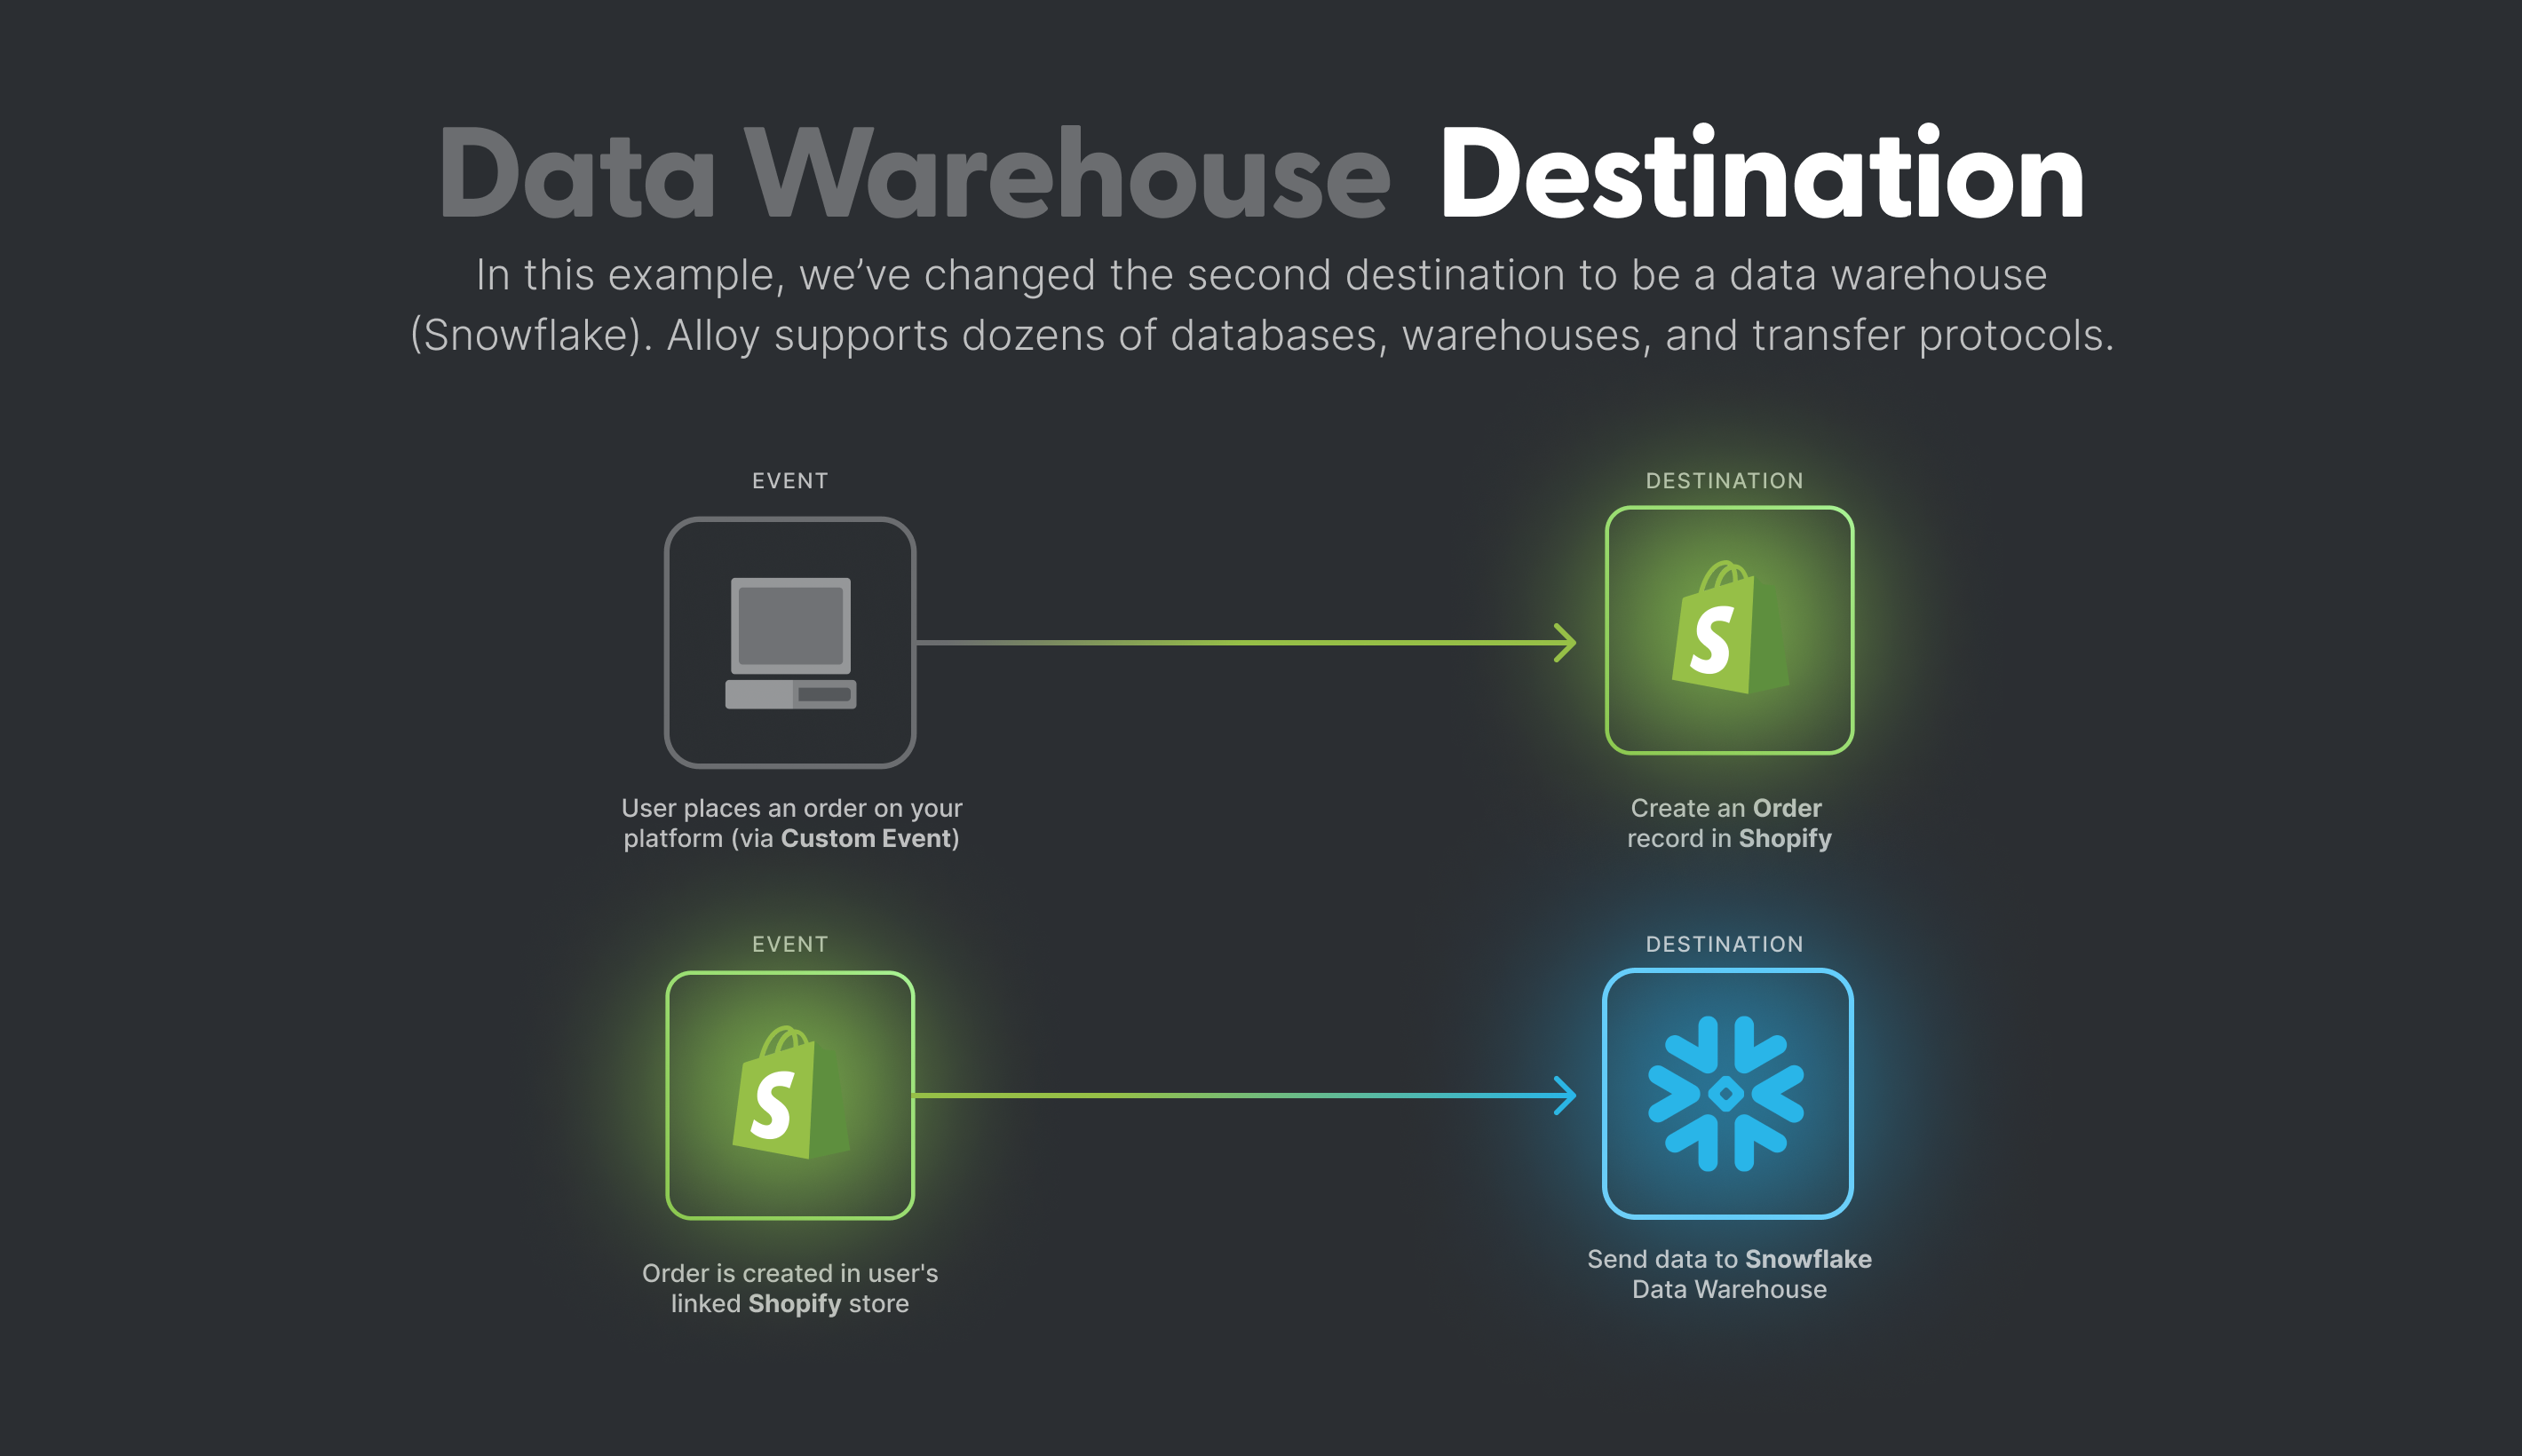 Data Warehouse Destination
In this example, we’ve changed the second destination to be a data warehouse
(Snowflake). Alloy supports dozens of databases, warehouses, and transfer protocols.
EVENT
DESTINATION
S
User places an order on your
platform (via Custom Event)
Create an Order
record in Shopify
EVENT
DESTINATION
S
Order is created in user's
linked Shopify store
Send data to Snowflake
Data Warehouse